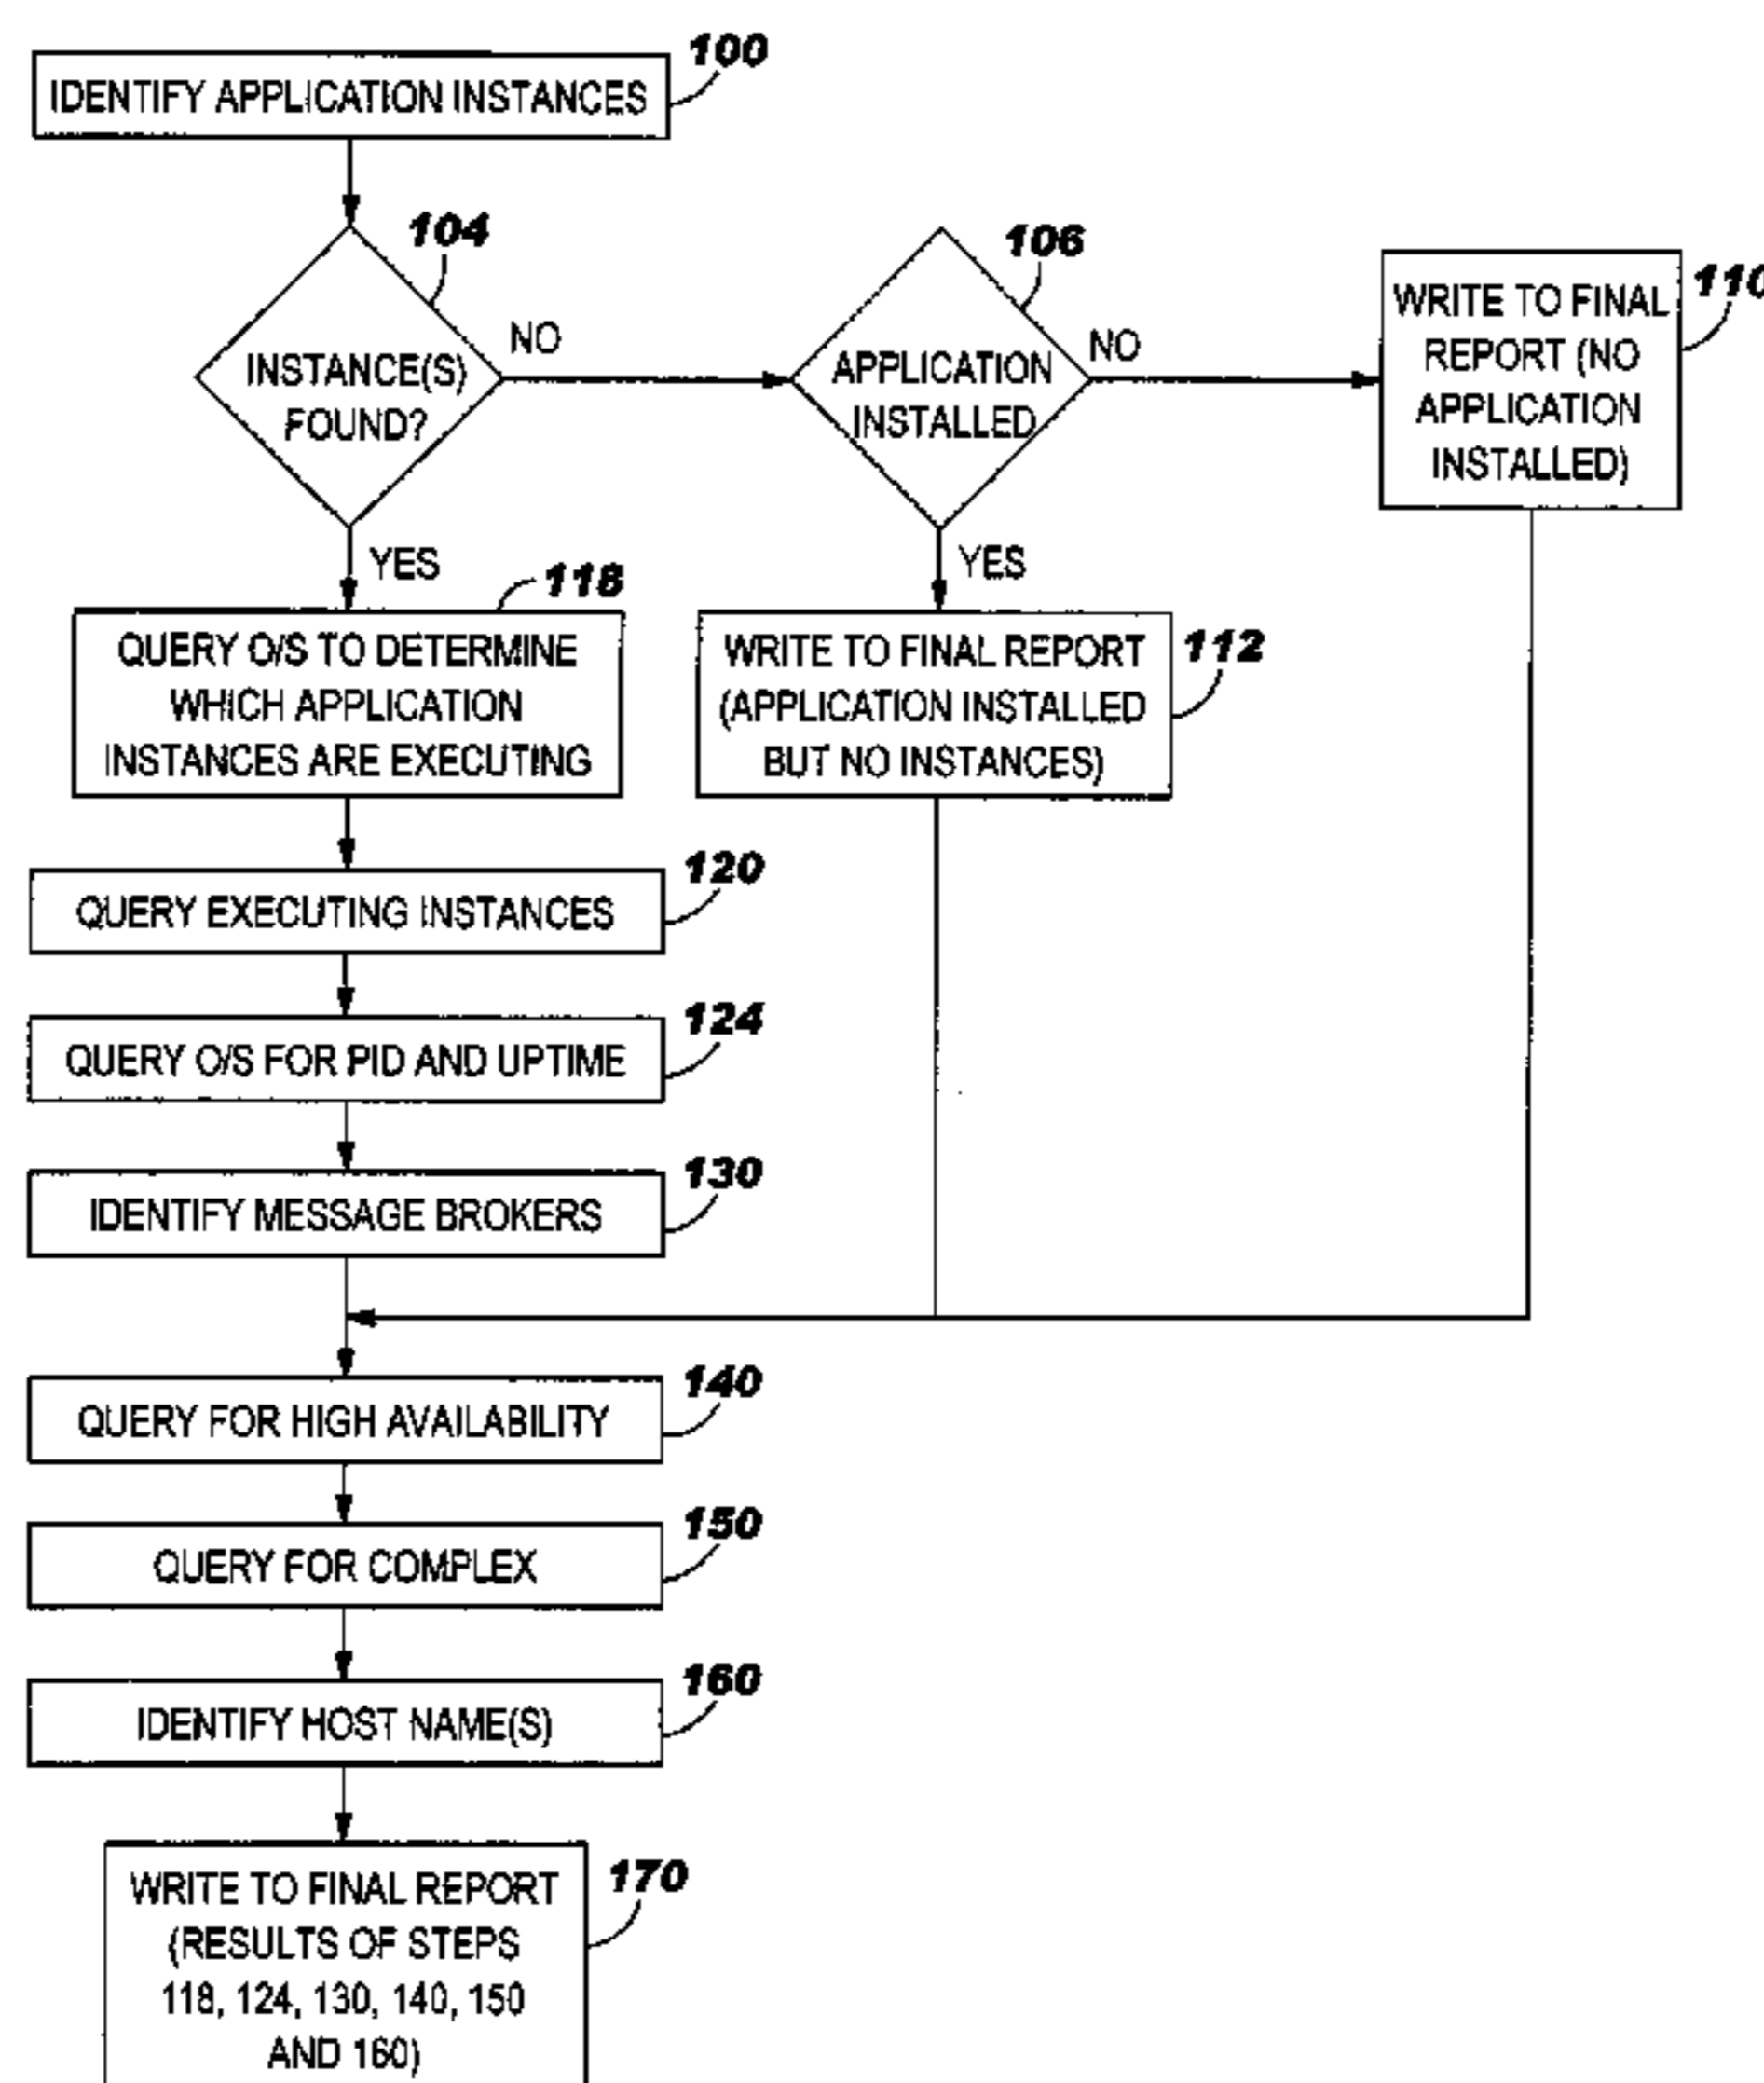 100
IDENTIFY APPLICATION INSTANCES
104
INSTANCE(S)
FOUND?
NO
106
APPLICATION
INSTALLED
NO
110
WRITE TO FINAL
REPORT (NO
APPLICATION
INSTALLED)
YES
118
QUERY O/S TO DETERMINE
WHICH APPLICATION
INSTANCES ARE EXECUTING
YES
WRITE TO FINAL REPORT
(APPLICATION INSTALLED
BUT NO INSTANCES)
112
120
QUERY EXECUTING INSTANCES
124
QUERY O/S FOR PID AND UPTIME
130
IDENTIFY MESSAGE BROKERS
140
QUERY FOR HIGH AVAILABILITY
150
QUERY FOR COMPLEX
160
IDENTIFY HOST NAME(S)
170
WRITE TO FINAL REPORT
(RESULTS OF STEPS
118, 124, 130, 140, 150
AND 160)